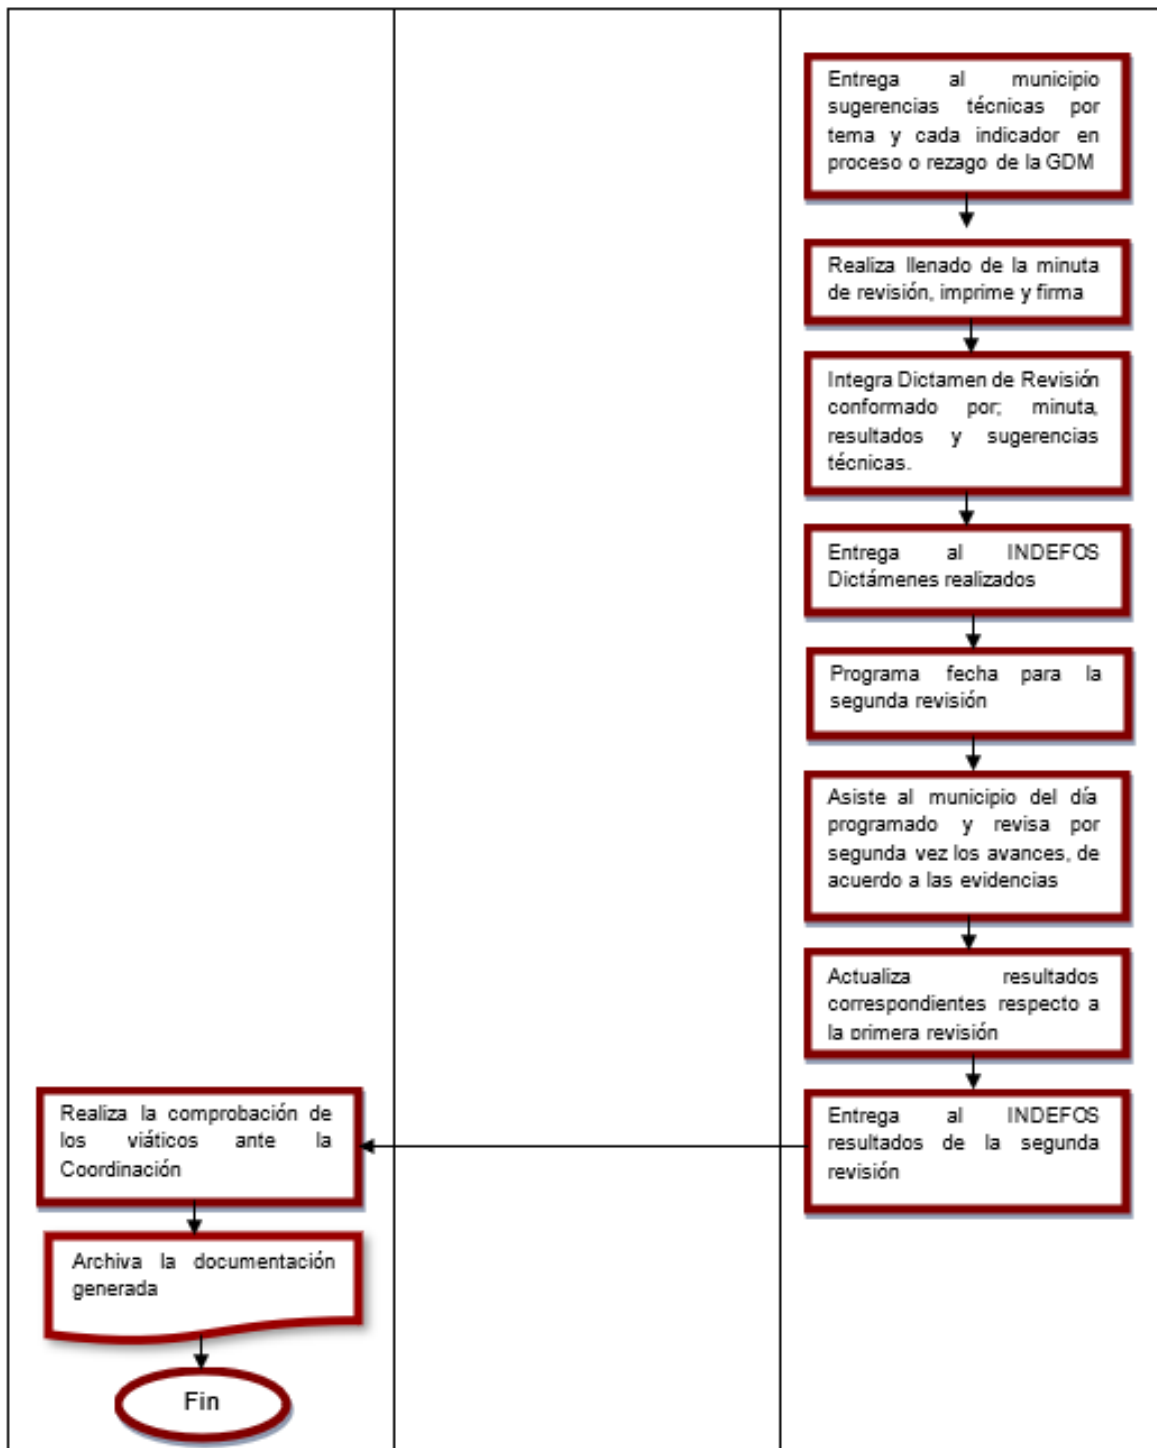 Entrega al municipio
sugerencias técnicas por
tema y cada indicador en
proceso o rezago de la GDM
Realiza llenado de la minuta
de revisión, imprime y firma
Integra Dictamen de Revisión
conformado por; minuta,
resultados y sugerencias
técnicas.
Entrega al INDEFOS
Dictámenes realizados
Programa fecha para la
segunda revisión
Asiste al municipio del día
programado y revisa por
segunda vez los avances, de
acuerdo a las evidencias
Actualiza resultados
correspondientes respecto a
la primera revisión
Entrega al INDEFOS
resultados de la segunda
revisión
Realiza la comprobación de
los viáticos ante la
Coordinación
Archiva la documentación
generada
Fin